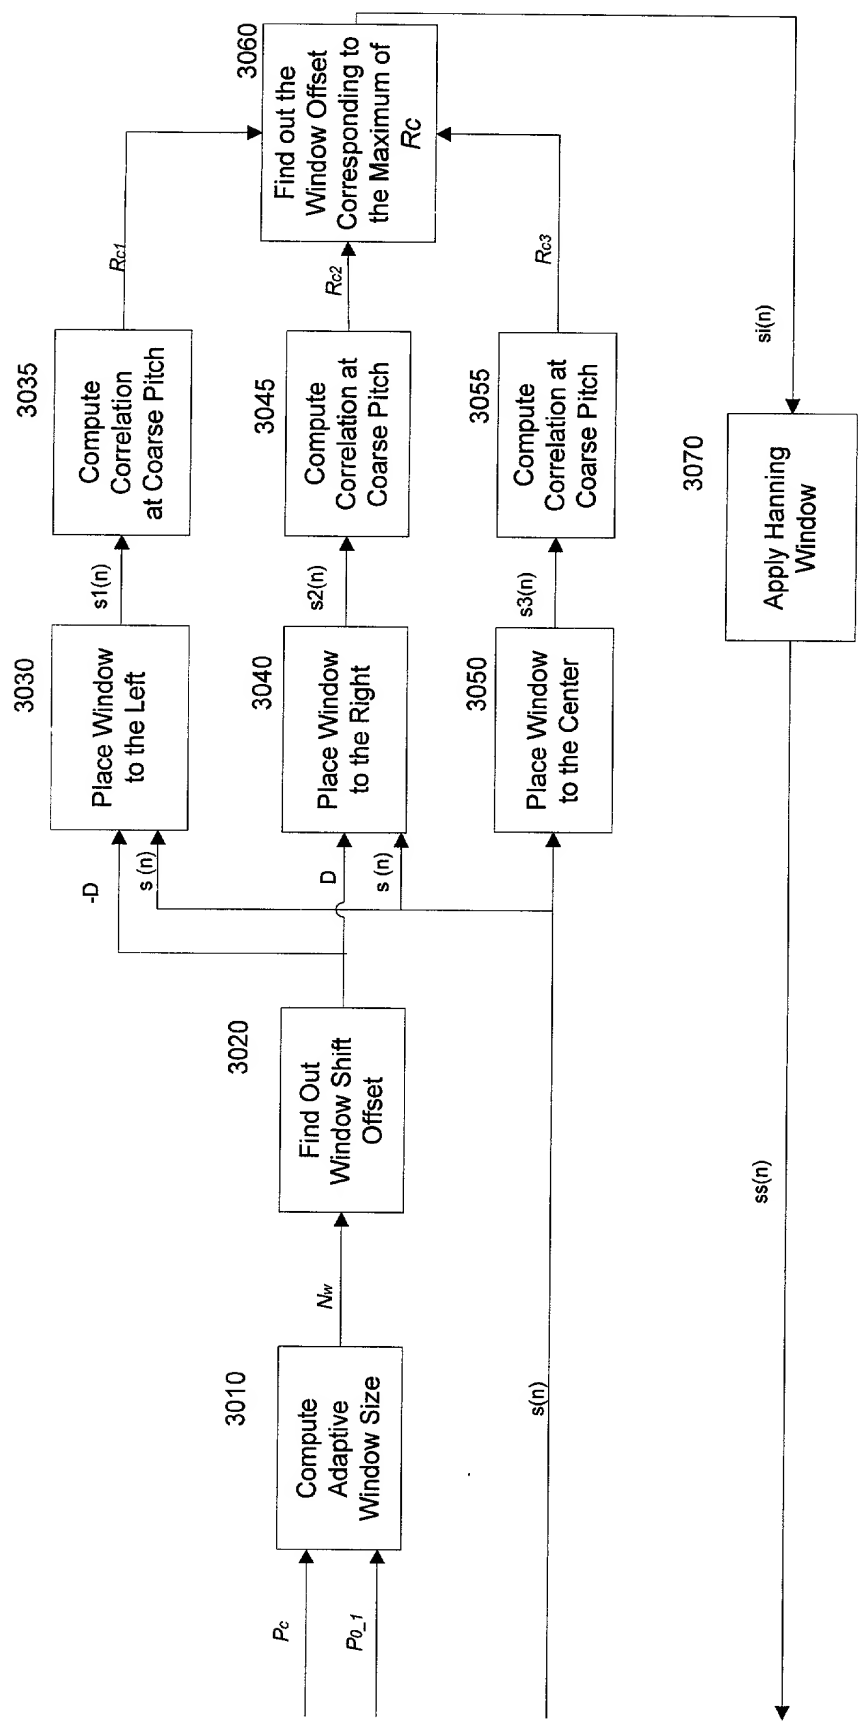 Pc
P0_1
3010
Compute
Adaptive
Window Size
Nw
3020
Find Out
Window Shift
Offset
-D
s (n)
D
s (n)
s(n)
3030
Place Window
to the Left
s1(n)
3035
Compute
Correlation
at Coarse Pitch
Rc1
3040
Place Window
to the Right
s2(n)
3045
Compute
Correlation at
Coarse Pitch
Rc2
3050
Place Window
to the Center
s3(n)
3055
Compute
Correlation at
Coarse Pitch
Rc3
3060
Find out the
Window Offset
Corresponding to
the Maximum of
Rc
si(n)
3070
Apply Hanning
Window
ss(n)